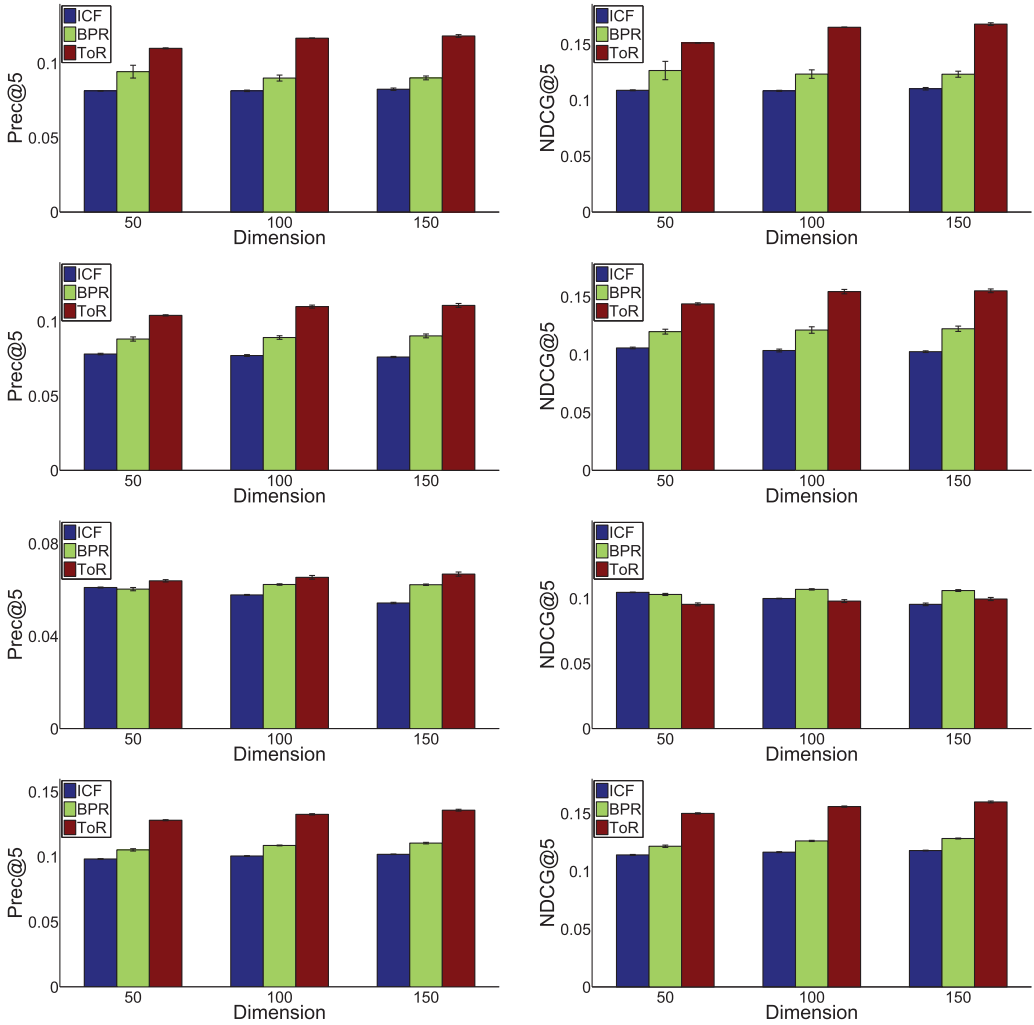 ICF
BPR
ToR
0.1
0.05
0
Prec@5
50 100 150
Dimension
ICF
BPR
ToR
0.15
0.1
0.05
0
NDCG@5
50 100 150
Dimension
ICF
BPR
ToR
0.1
0.05
0
Prec@5
50 100 150
Dimension
ICF
BPR
ToR
0.15
0.1
0.05
0
NDCG@5
50 100 150
Dimension
ICF
BPR
ToR
0.08
0.04
0
Prec@5
50 100 150
Dimension
ICF
BPR
ToR
0.1
0.05
0
NDCG@5
50 100 150
Dimension
ICF
BPR
ToR
0.15
0.1
0.05
0
Prec@5
50 100 150
Dimension
ICF
BPR
ToR
0.15
0.1
0.05
0
NDCG@5
50 100 150
Dimension